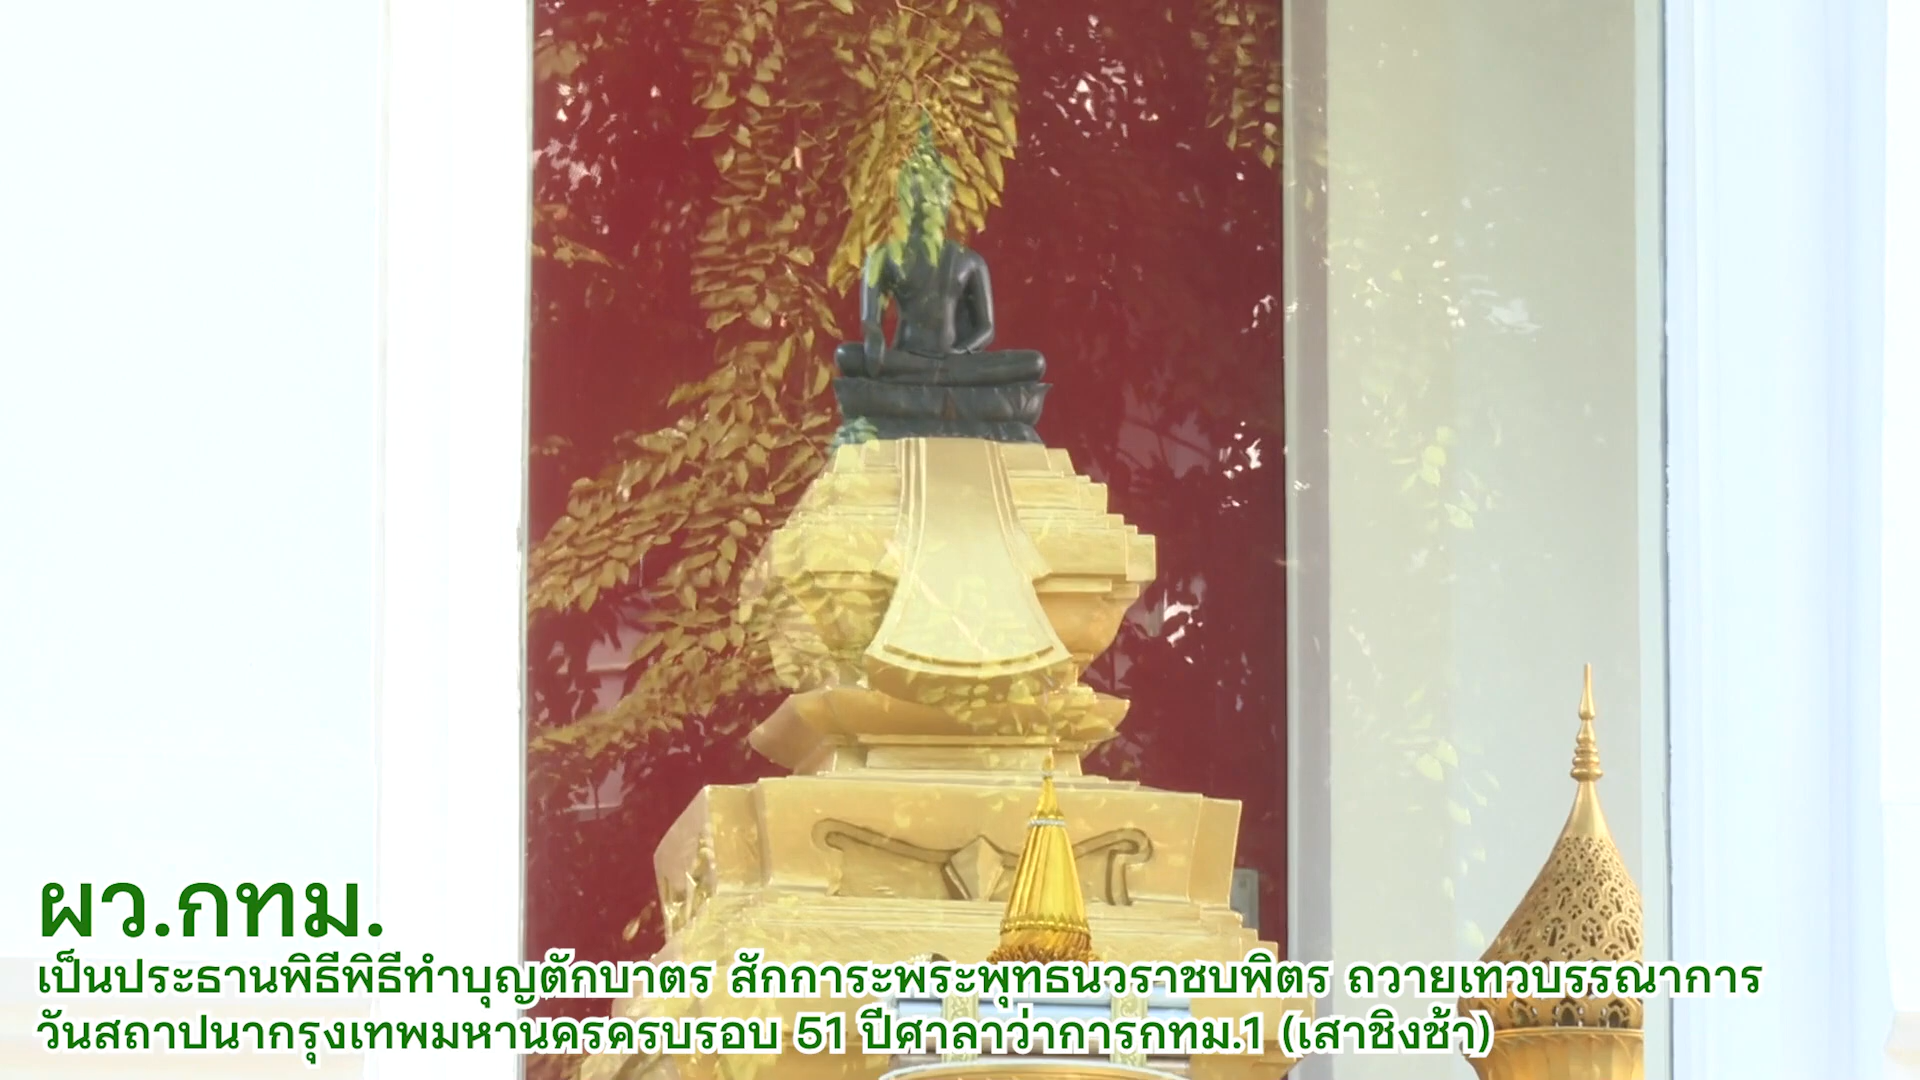 ผว.กทม.
เป็นประธานพิธีพิธีทำบุญตักบาตร สักการะพระพุทธนวราชบพิตร ถวายเทวบรรณาการ
วันสถาปนากรุงเทพมหานครครบรอบ 51 ปีศาลาว่าการกทม.1 (เสาชิงช้า)